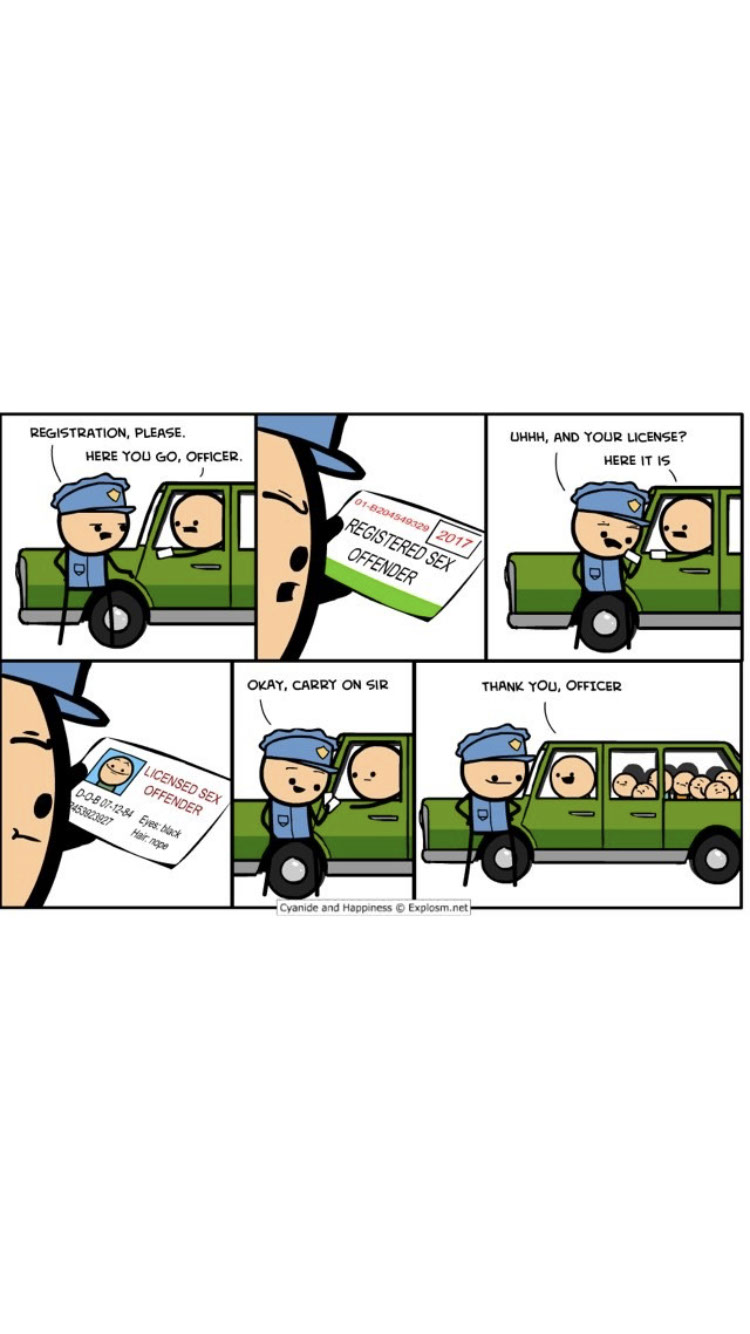 REGISTRATION, PLEASE.
HERE YOU GO, OFFICER.
01-B204549329
2017
REGISTERED SEX
OFFENDER
UHHH, AND YOUR LICENSE?
HERE IT IS
LICENSED SEX
OFFENDER
D-O-B 07-12-84
Eyes: black
Hair: nope
OKAY, CARRY ON SIR
THANK YOU, OFFICER
Cyanide and Happiness © Explosm.net